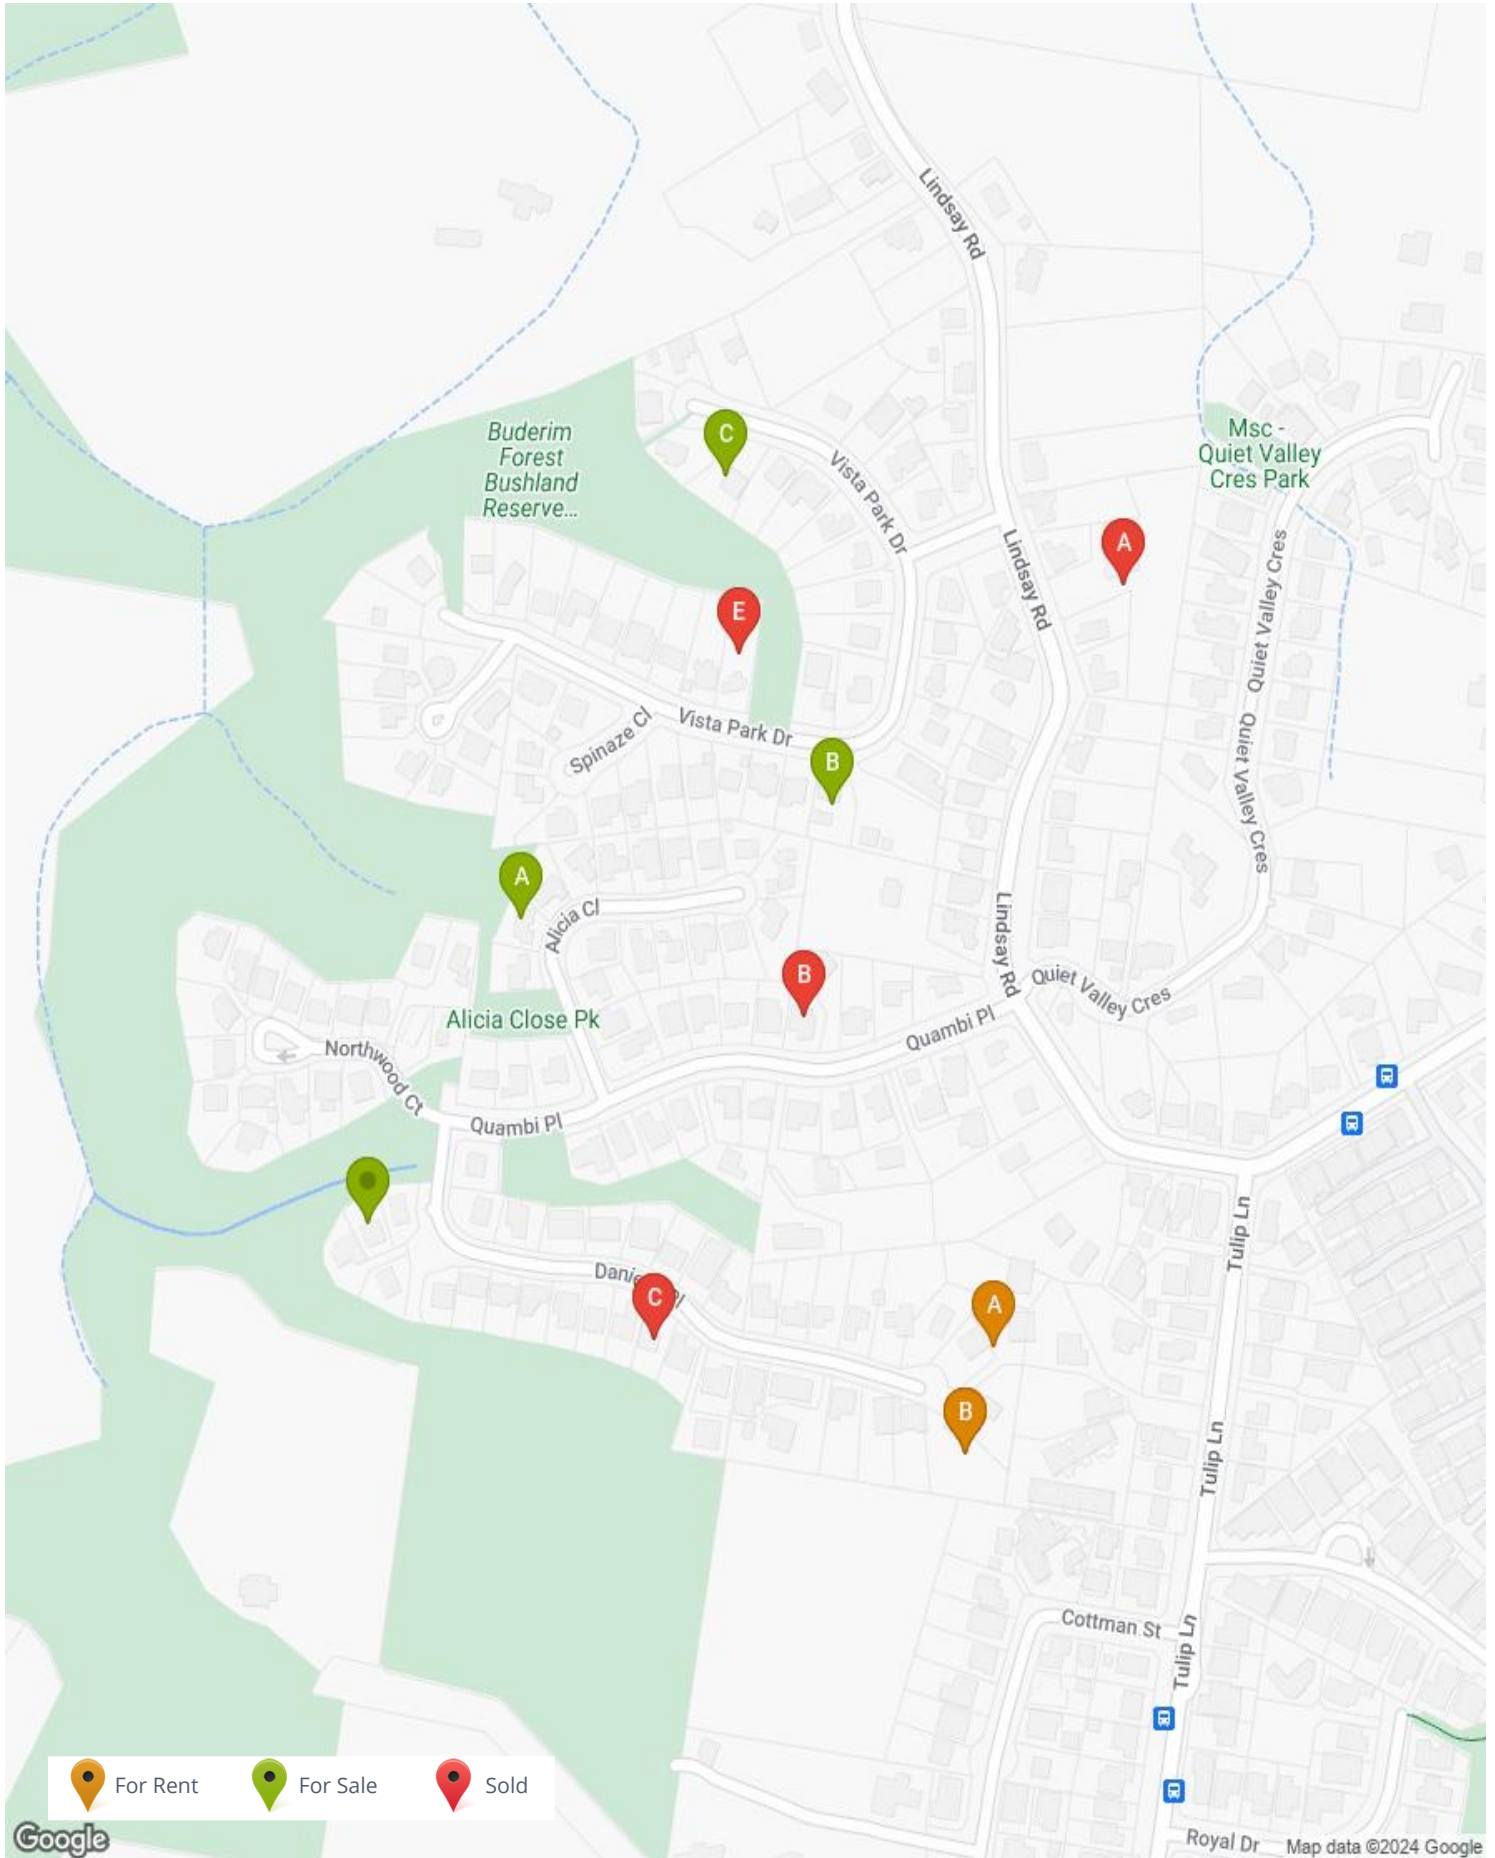 Lindsay Rd
Buderim
Forest
Bushland
Reserve...
C
Vista Park Dr
Msc -
Quiet Valley
Cres Park
Lindsay Rd
A
Quiet Valley Cres
E
Spinaze Cl
Vista Park Dr
B
Quiet Valley Cres
A
Alicia Cl
Lindsay Rd
B
Quiet Valley Cres
Alicia Close Pk
Quambi Pl
Northwood Ct
Quambi Pl
Tulip Ln
C
A
B
Tulip Ln
Cottman St
Tulip Ln
For Rent
For Sale
Sold
Google
Royal Dr
Map data ©2024 Google